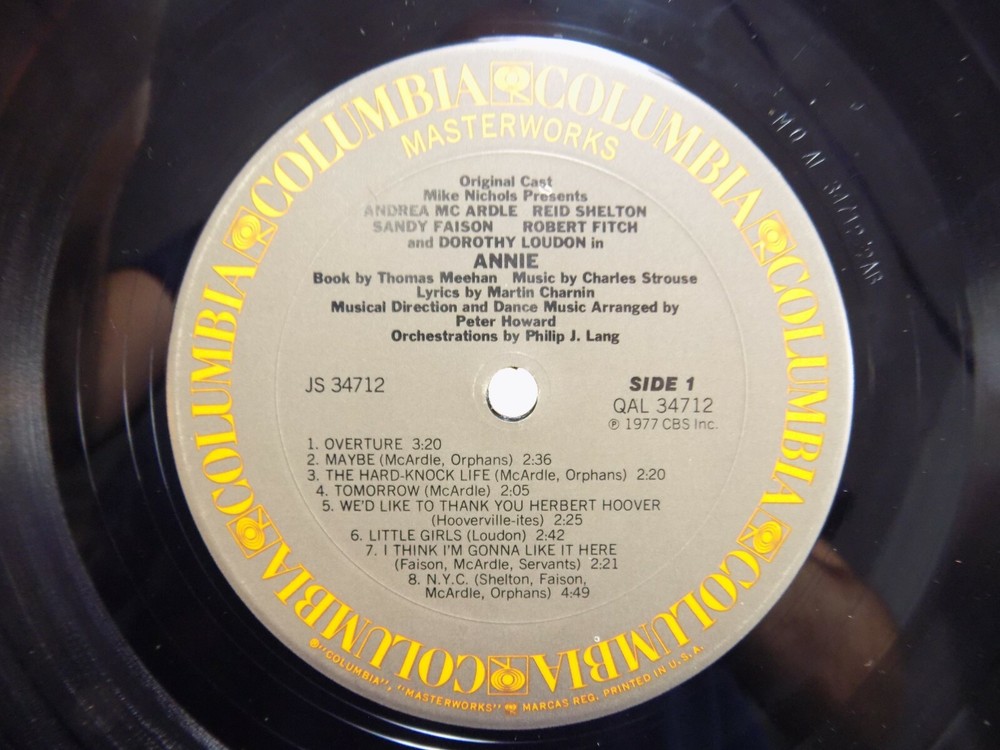 COLUMBIA COLUMBIA COLUMBIA COLUMBIA COLUMBIA COLUMBIA
MASTERWORKS
Original Cast
Mike Nichols Presents
ANDREA MC ARDLE REID SHELTON
SANDY FAISON ROBERT FITCH
and DOROTHY LOUDON in
ANNIE
Book by Thomas Meehan Music by Charles Strouse
Lyrics by Martin Charnin
Musical Direction and Dance Music Arranged by
Peter Howard
Orchestrations by Philip J. Lang
JS 34712
SIDE 1
QAL 34712
℗ 1977 CBS Inc.
1. OVERTURE 3:20
2. MAYBE (McArdle, Orphans) 2:36
3. THE HARD-KNOCK LIFE (McArdle, Orphans) 2:20
4. TOMORROW (McArdle) 2:05
5. WE'D LIKE TO THANK YOU HERBERT HOOVER
(Hooverville-ites) 2:25
6. LITTLE GIRLS (Loudon) 2:42
7. I THINK I'M GONNA LIKE IT HERE
(Faison, McArdle, Servants) 2:21
8. N.Y.C. (Shelton, Faison,
McArdle, Orphans) 4:49
® "COLUMBIA", "MASTERWORKS" MARCAS REG. PRINTED IN U.S.A.
AL 34712